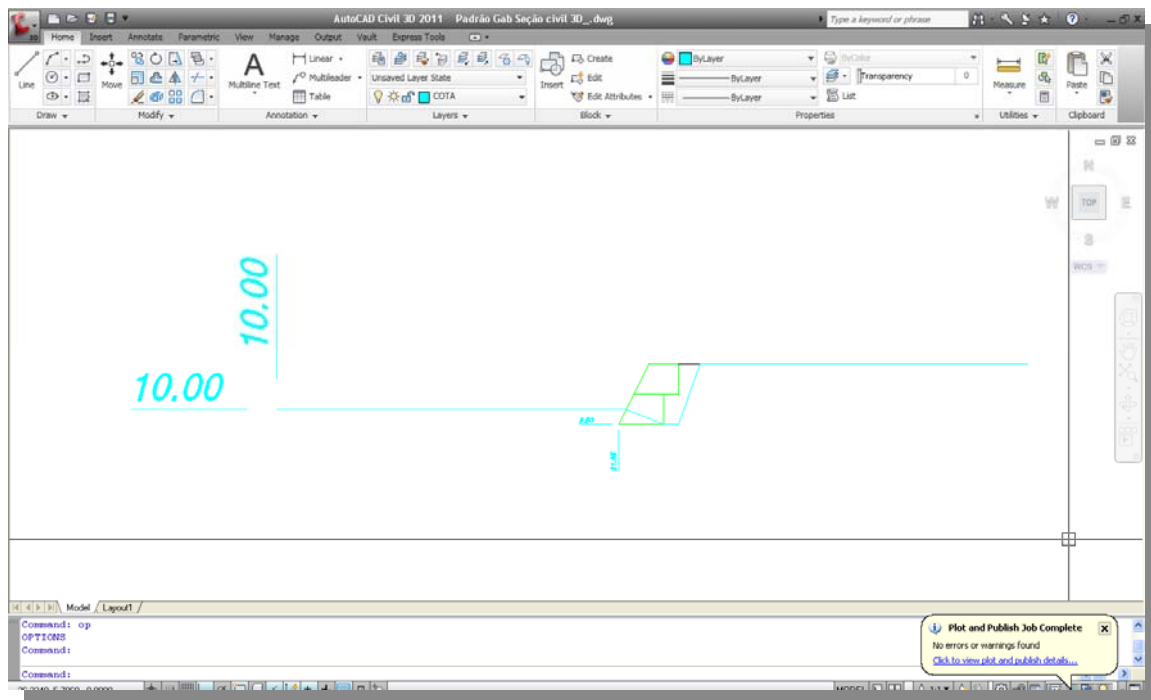 AutoCAD Civil 3D 2011 Padrão Gab Seção civil 3D_.dwg
Type a keyword or phrase
Home Insert Annotate Parametric View Manage Output Vault Express Tools
Line
Move
Multiline Text
Linear
Multileader
Table
Unsaved Layer State
COTA
Insert
Create
Edit
Edit Attributes
ByLayer
ByLayer
ByLayer
ByColor
Transparency 0
List
Measure
Paste
Draw Modify Annotation Layers Block Properties Utilities Clipboard
N
W TOP E
S
WCS
10.00
10.00
Model / Layout1 /
Command: op
OPTIONS
Command:
Command:
Plot and Publish Job Complete
No errors or warnings found
Click to view plot and publish details...
MODEL